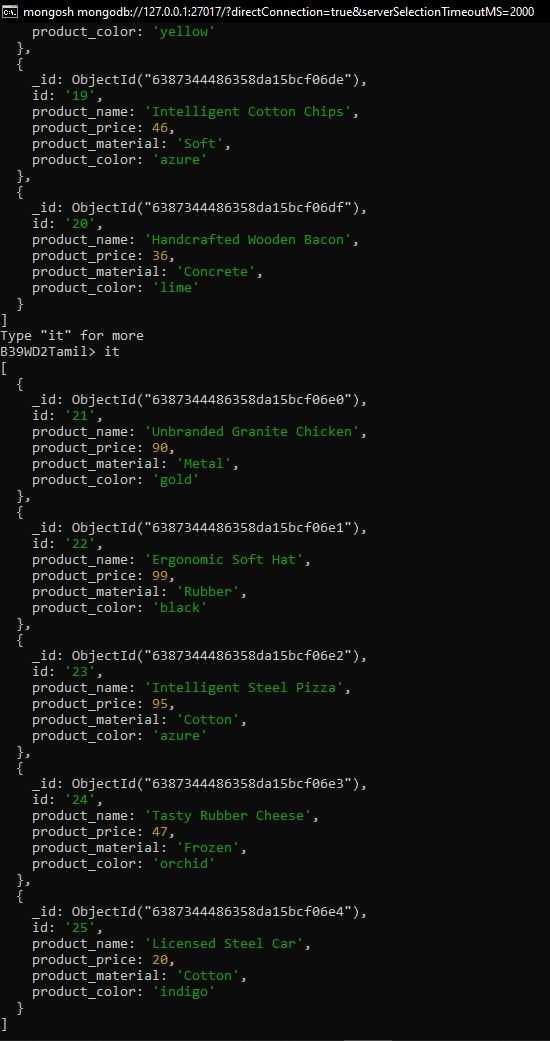 mongosh mongodb://127.0.0.1:27017/?directConnection=true&serverSelectionTimeoutMS=2000
    product_color: 'yellow'
  },
  {
    _id: ObjectId("6387344486358da15bcf06de"),
    id: '19',
    product_name: 'Intelligent Cotton Chips',
    product_price: 46,
    product_material: 'Soft',
    product_color: 'azure'
  },
  {
    _id: ObjectId("6387344486358da15bcf06df"),
    id: '20',
    product_name: 'Handcrafted Wooden Bacon',
    product_price: 36,
    product_material: 'Concrete',
    product_color: 'lime'
  }
]
Type "it" for more
B39WD2Tamil> it
[
  {
    _id: ObjectId("6387344486358da15bcf06e0"),
    id: '21',
    product_name: 'Unbranded Granite Chicken',
    product_price: 90,
    product_material: 'Metal',
    product_color: 'gold'
  },
  {
    _id: ObjectId("6387344486358da15bcf06e1"),
    id: '22',
    product_name: 'Ergonomic Soft Hat',
    product_price: 99,
    product_material: 'Rubber',
    product_color: 'black'
  },
  {
    _id: ObjectId("6387344486358da15bcf06e2"),
    id: '23',
    product_name: 'Intelligent Steel Pizza',
    product_price: 95,
    product_material: 'Cotton',
    product_color: 'azure'
  },
  {
    _id: ObjectId("6387344486358da15bcf06e3"),
    id: '24',
    product_name: 'Tasty Rubber Cheese',
    product_price: 47,
    product_material: 'Frozen',
    product_color: 'orchid'
  },
  {
    _id: ObjectId("6387344486358da15bcf06e4"),
    id: '25',
    product_name: 'Licensed Steel Car',
    product_price: 20,
    product_material: 'Cotton',
    product_color: 'indigo'
  }
]